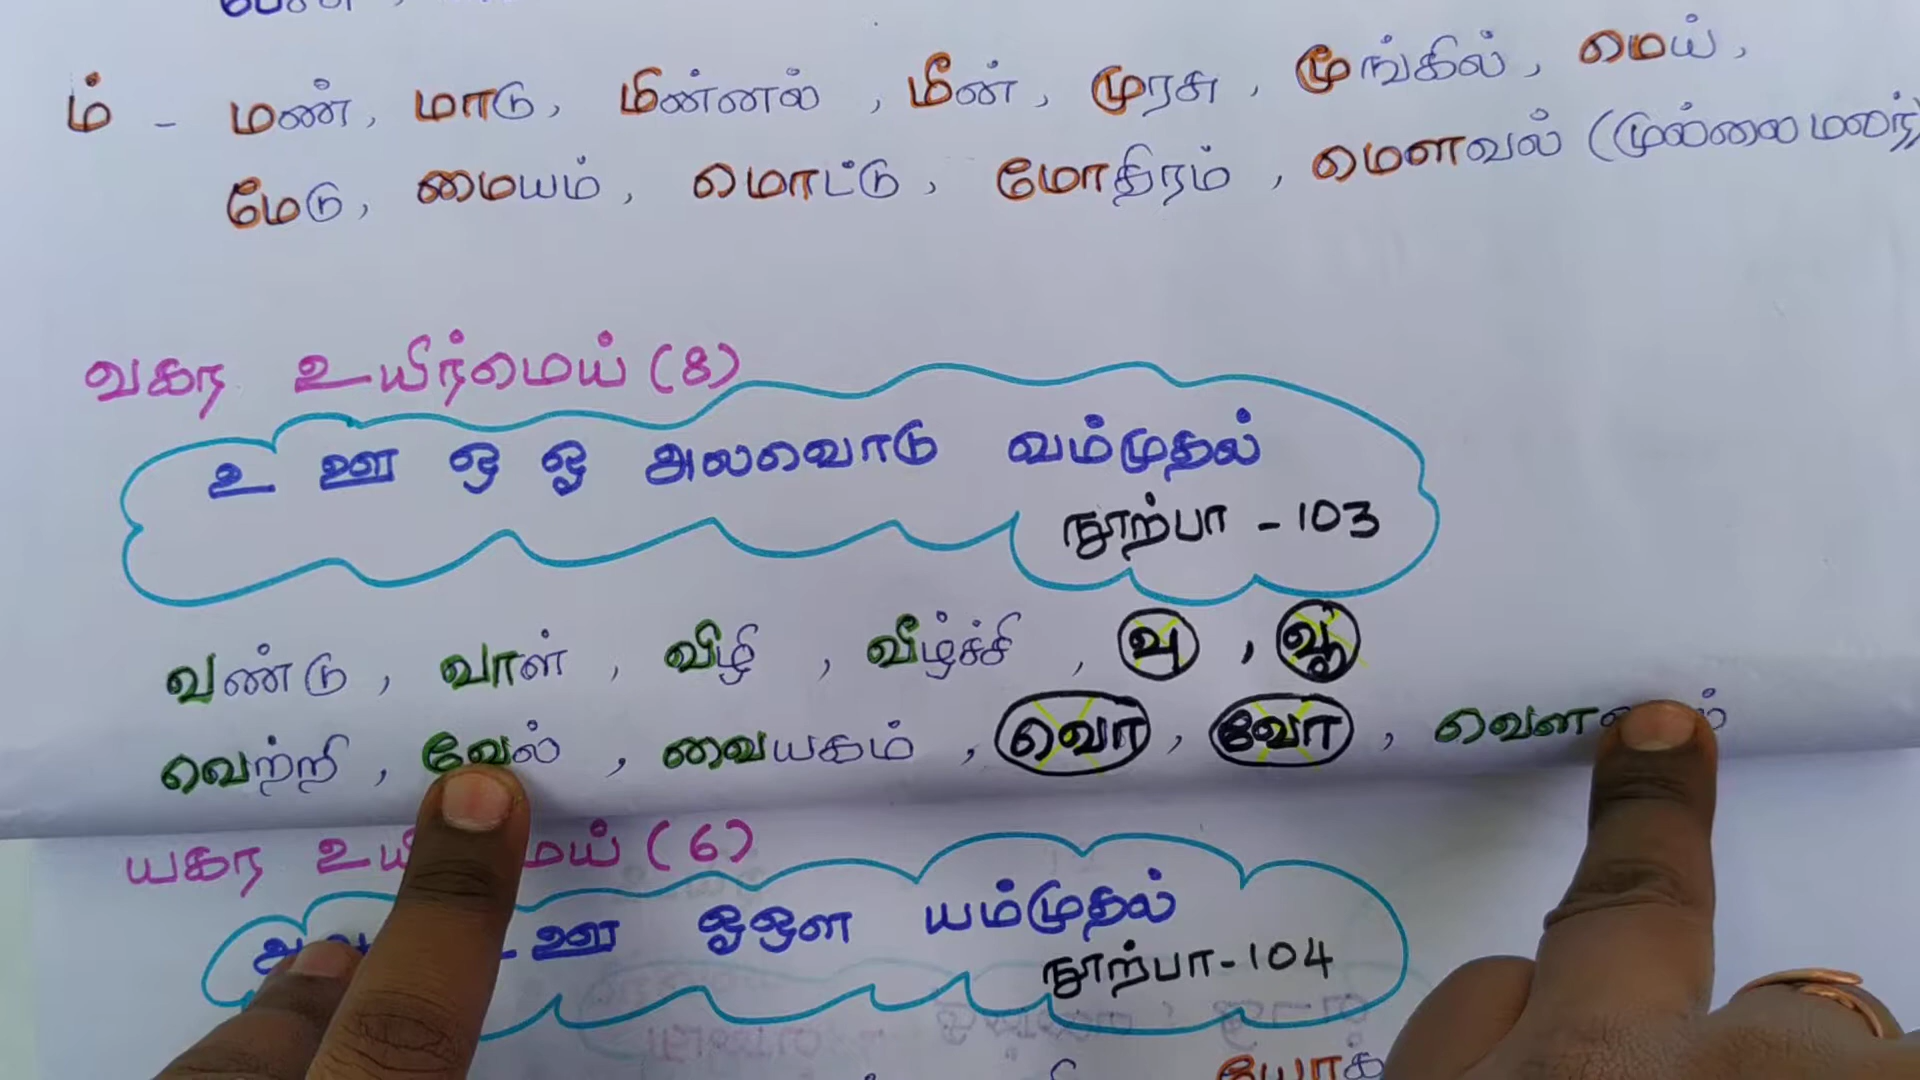 ம் - மண், மாடு, மின்னல், மீன், முரசு, மூங்கில், மெய்,
மேடு, மையம், மொட்டு, மோதிரம், மௌவல் (முல்லை மலர்)
வகர உயிர்மெய் (8)
உ ஊ ஒ ஓ அலவொடு வம்முதல்
நூற்பா - 103
வண்டு, வாள், விழி, வீழ்ச்சி, வு, வூ
வெற்றி, வேல், வையகம், வொ, வோ,
யகர (6)
ஊ ஓஔ யம்முதல்
நூற்பா - 104